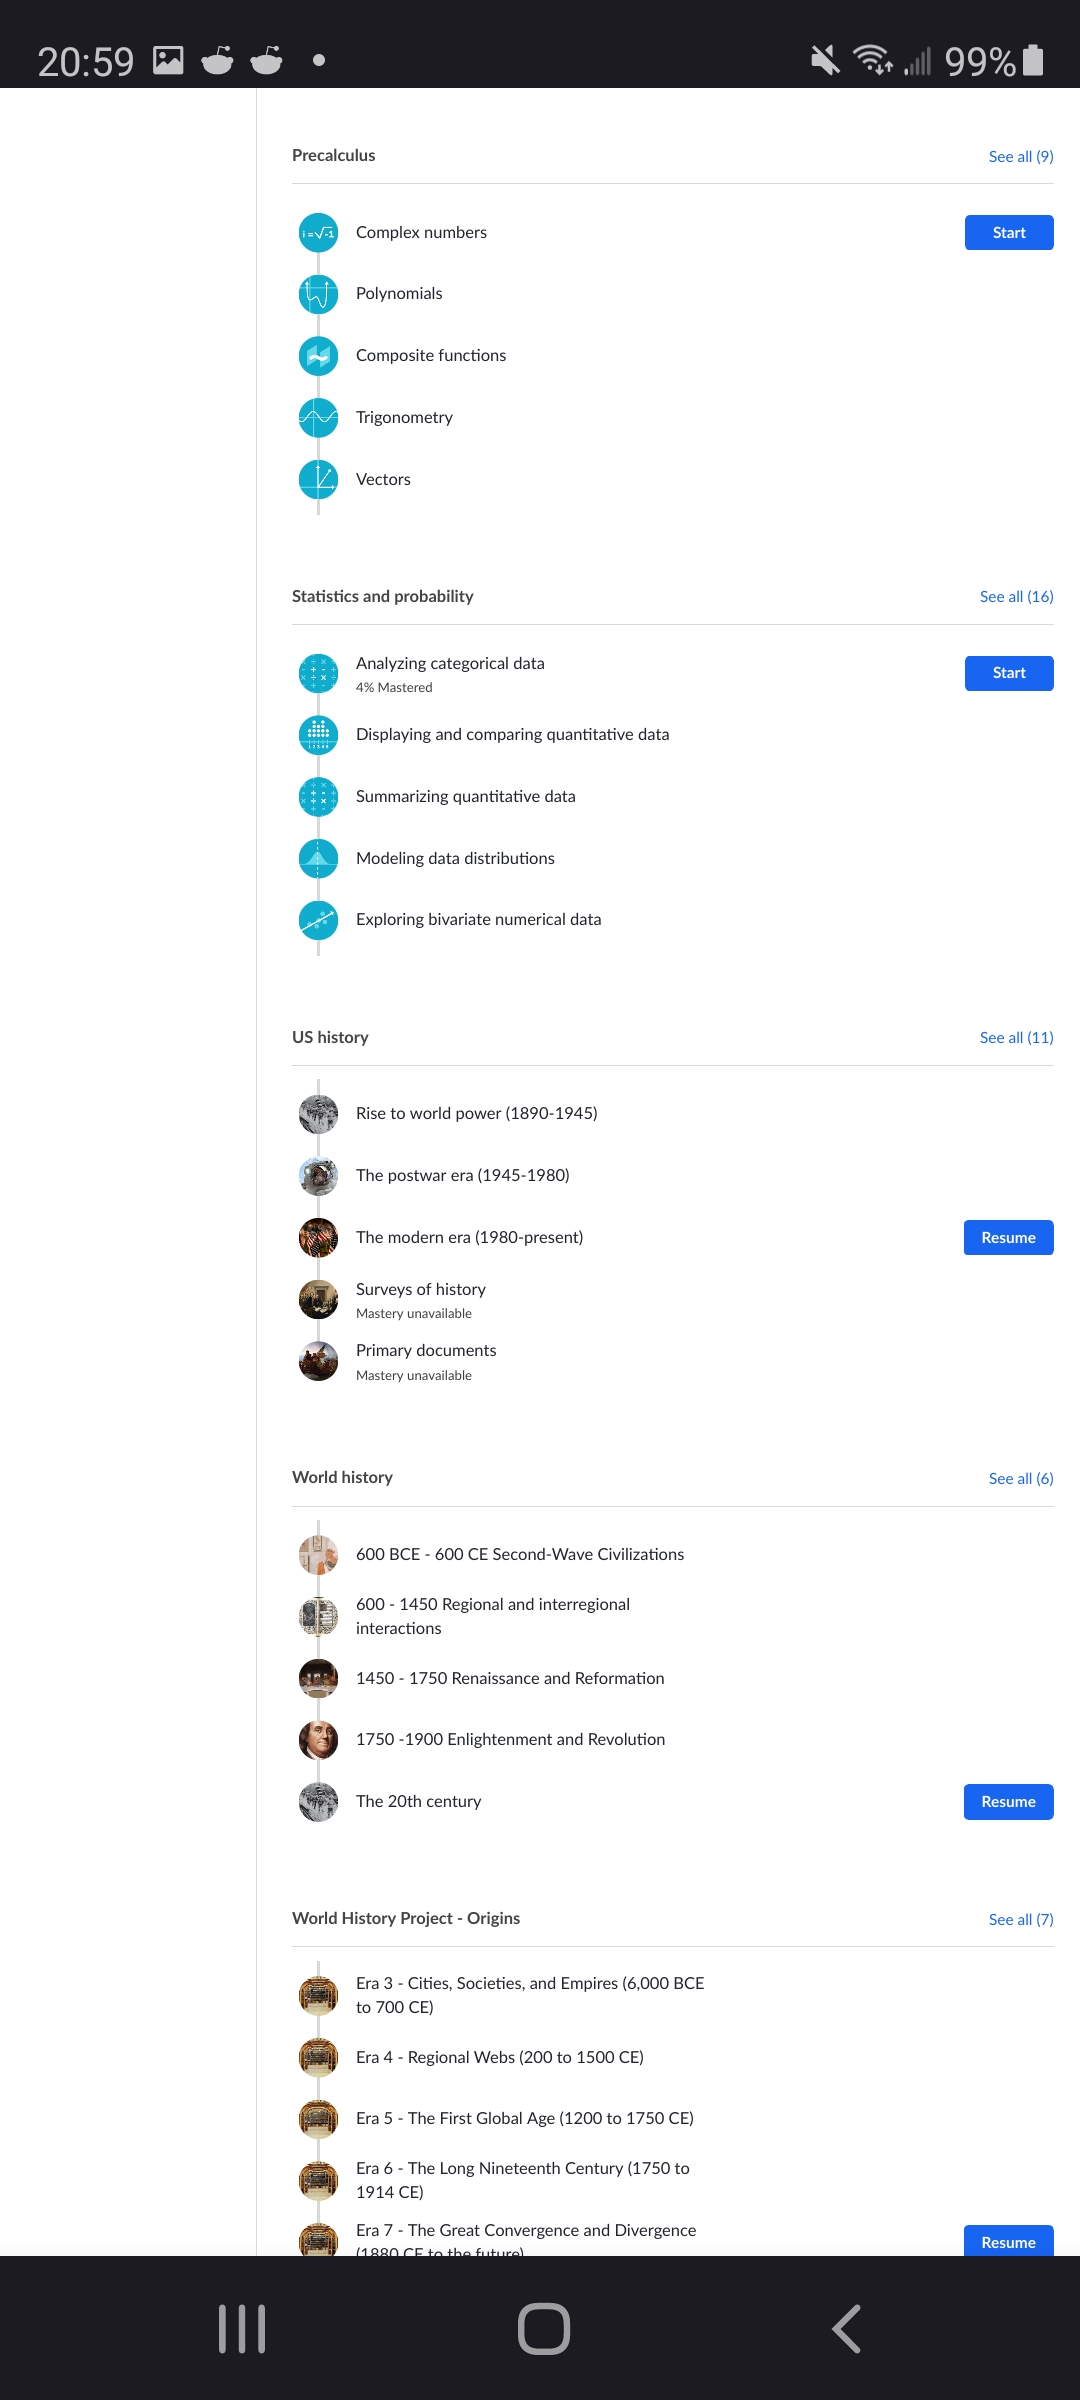 20:59
99%
Precalculus
See all (9)
i = √-1
Complex numbers
Start
Polynomials
Composite functions
Trigonometry
Vectors
Statistics and probability
See all (16)
Analyzing categorical data
Start
4% Mastered
Displaying and comparing quantitative data
Summarizing quantitative data
Modeling data distributions
Exploring bivariate numerical data
US history
See all (11)
Rise to world power (1890-1945)
The postwar era (1945-1980)
The modern era (1980-present)
Resume
Surveys of history
Mastery unavailable
Primary documents
Mastery unavailable
World history
See all (6)
600 BCE - 600 CE Second-Wave Civilizations
600 - 1450 Regional and interregional
interactions
1450 - 1750 Renaissance and Reformation
1750 -1900 Enlightenment and Revolution
The 20th century
Resume
World History Project - Origins
See all (7)
Era 3 - Cities, Societies, and Empires (6,000 BCE
to 700 CE)
Era 4 - Regional Webs (200 to 1500 CE)
Era 5 - The First Global Age (1200 to 1750 CE)
Era 6 - The Long Nineteenth Century (1750 to
1914 CE)
Era 7 - The Great Convergence and Divergence
(1880 CE to the future)
Resume